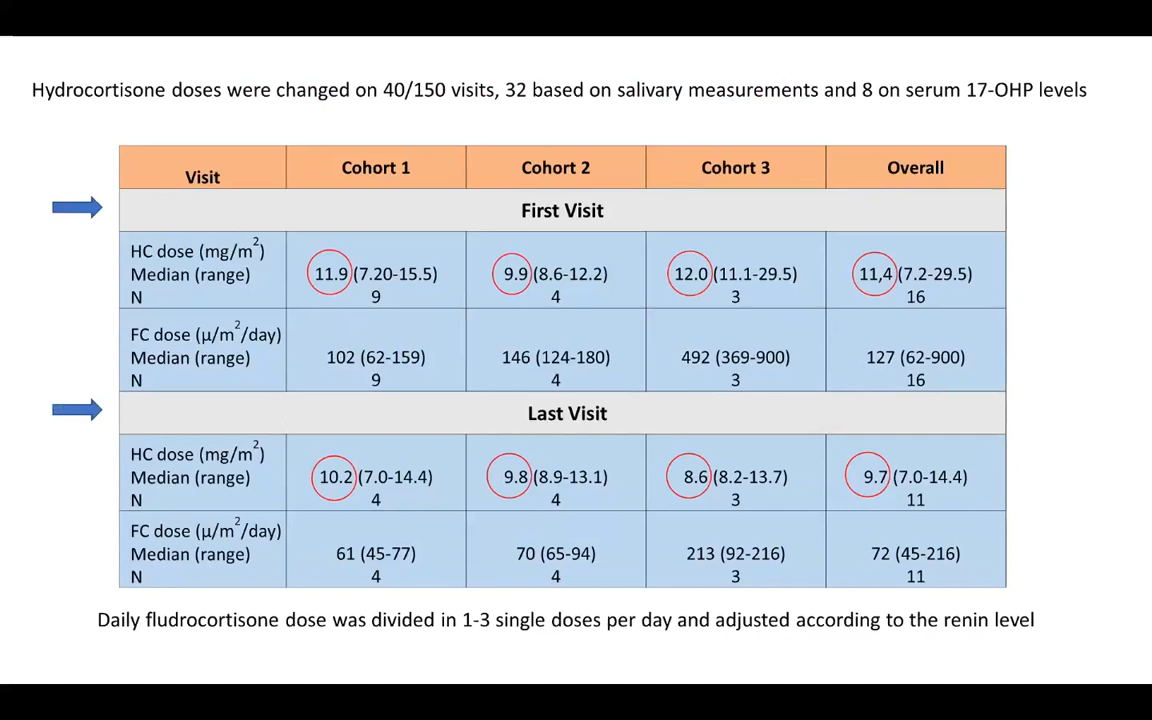 Hydrocortisone doses were changed on 40/150 visits, 32 based on salivary measurements and 8 on serum 17-OHP levels
Visit Cohort 1 Cohort 2 Cohort 3 Overall
First Visit
HC dose (mg/m²)
Median (range) 11.9 (7.20-15.5) 9.9 (8.6-12.2) 12.0 (11.1-29.5) 11,4 (7.2-29.5)
N 9 4 3 16
FC dose (µ/m²/day)
Median (range) 102 (62-159) 146 (124-180) 492 (369-900) 127 (62-900)
N 9 4 3 16
Last Visit
HC dose (mg/m²)
Median (range) 10.2 (7.0-14.4) 9.8 (8.9-13.1) 8.6 (8.2-13.7) 9.7 (7.0-14.4)
N 4 4 3 11
FC dose (µ/m²/day)
Median (range) 61 (45-77) 70 (65-94) 213 (92-216) 72 (45-216)
N 4 4 3 11
Daily fludrocortisone dose was divided in 1-3 single doses per day and adjusted according to the renin level